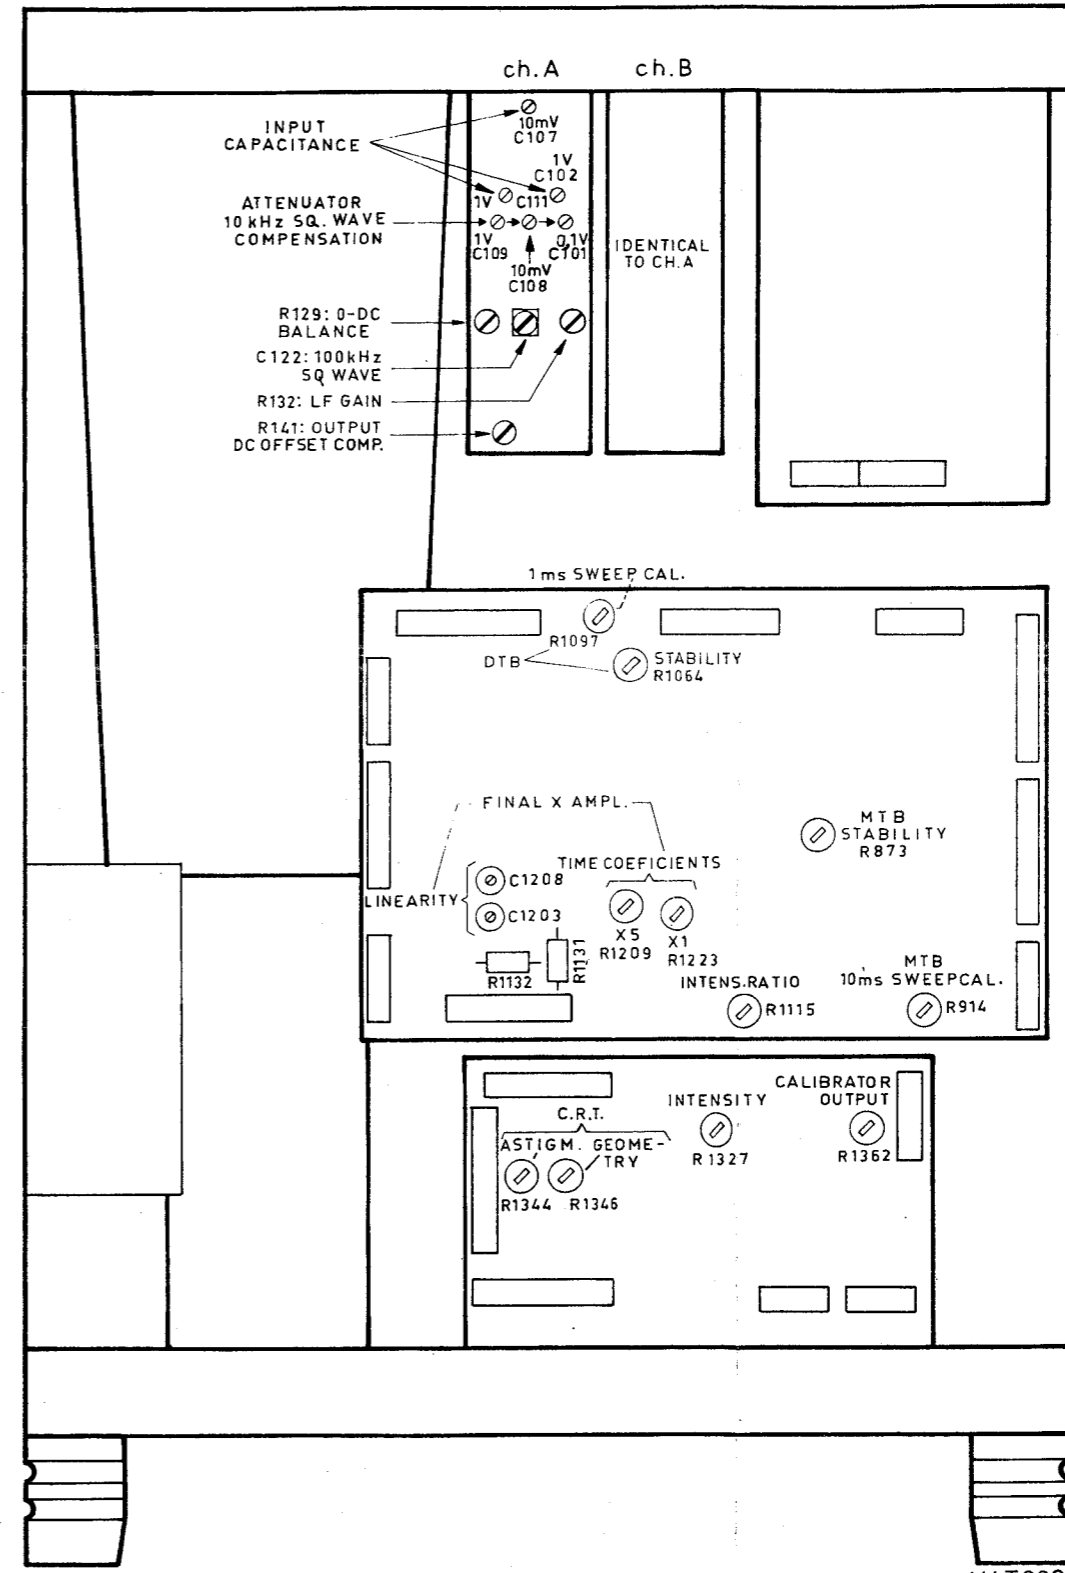 ch.A
ch.B
INPUT
CAPACITANCE
10mV
C107
1V
C102
1V
C111
ATTENUATOR
10 kHz SQ. WAVE
COMPENSATION
1V
C109
0,1V
C101
10mV
C108
IDENTICAL
TO CH.A
R129: 0-DC
BALANCE
C122: 100kHz
SQ WAVE
R132: LF GAIN
R141: OUTPUT
DC OFFSET COMP.
1ms SWEEP CAL.
R1097
DTB
STABILITY
R1064
FINAL X AMPL.
MTB
STABILITY
R873
TIME COEFICIENTS
LINEARITY
C1208
C1203
X5
R1209
X1
R1223
R1132
R1131
INTENS.RATIO
R1115
MTB
10ms SWEEPCAL.
R914
CALIBRATOR
OUTPUT
R1362
INTENSITY
R1327
C.R.T.
ASTIGM. GEOME-
TRY
R1344
R1346